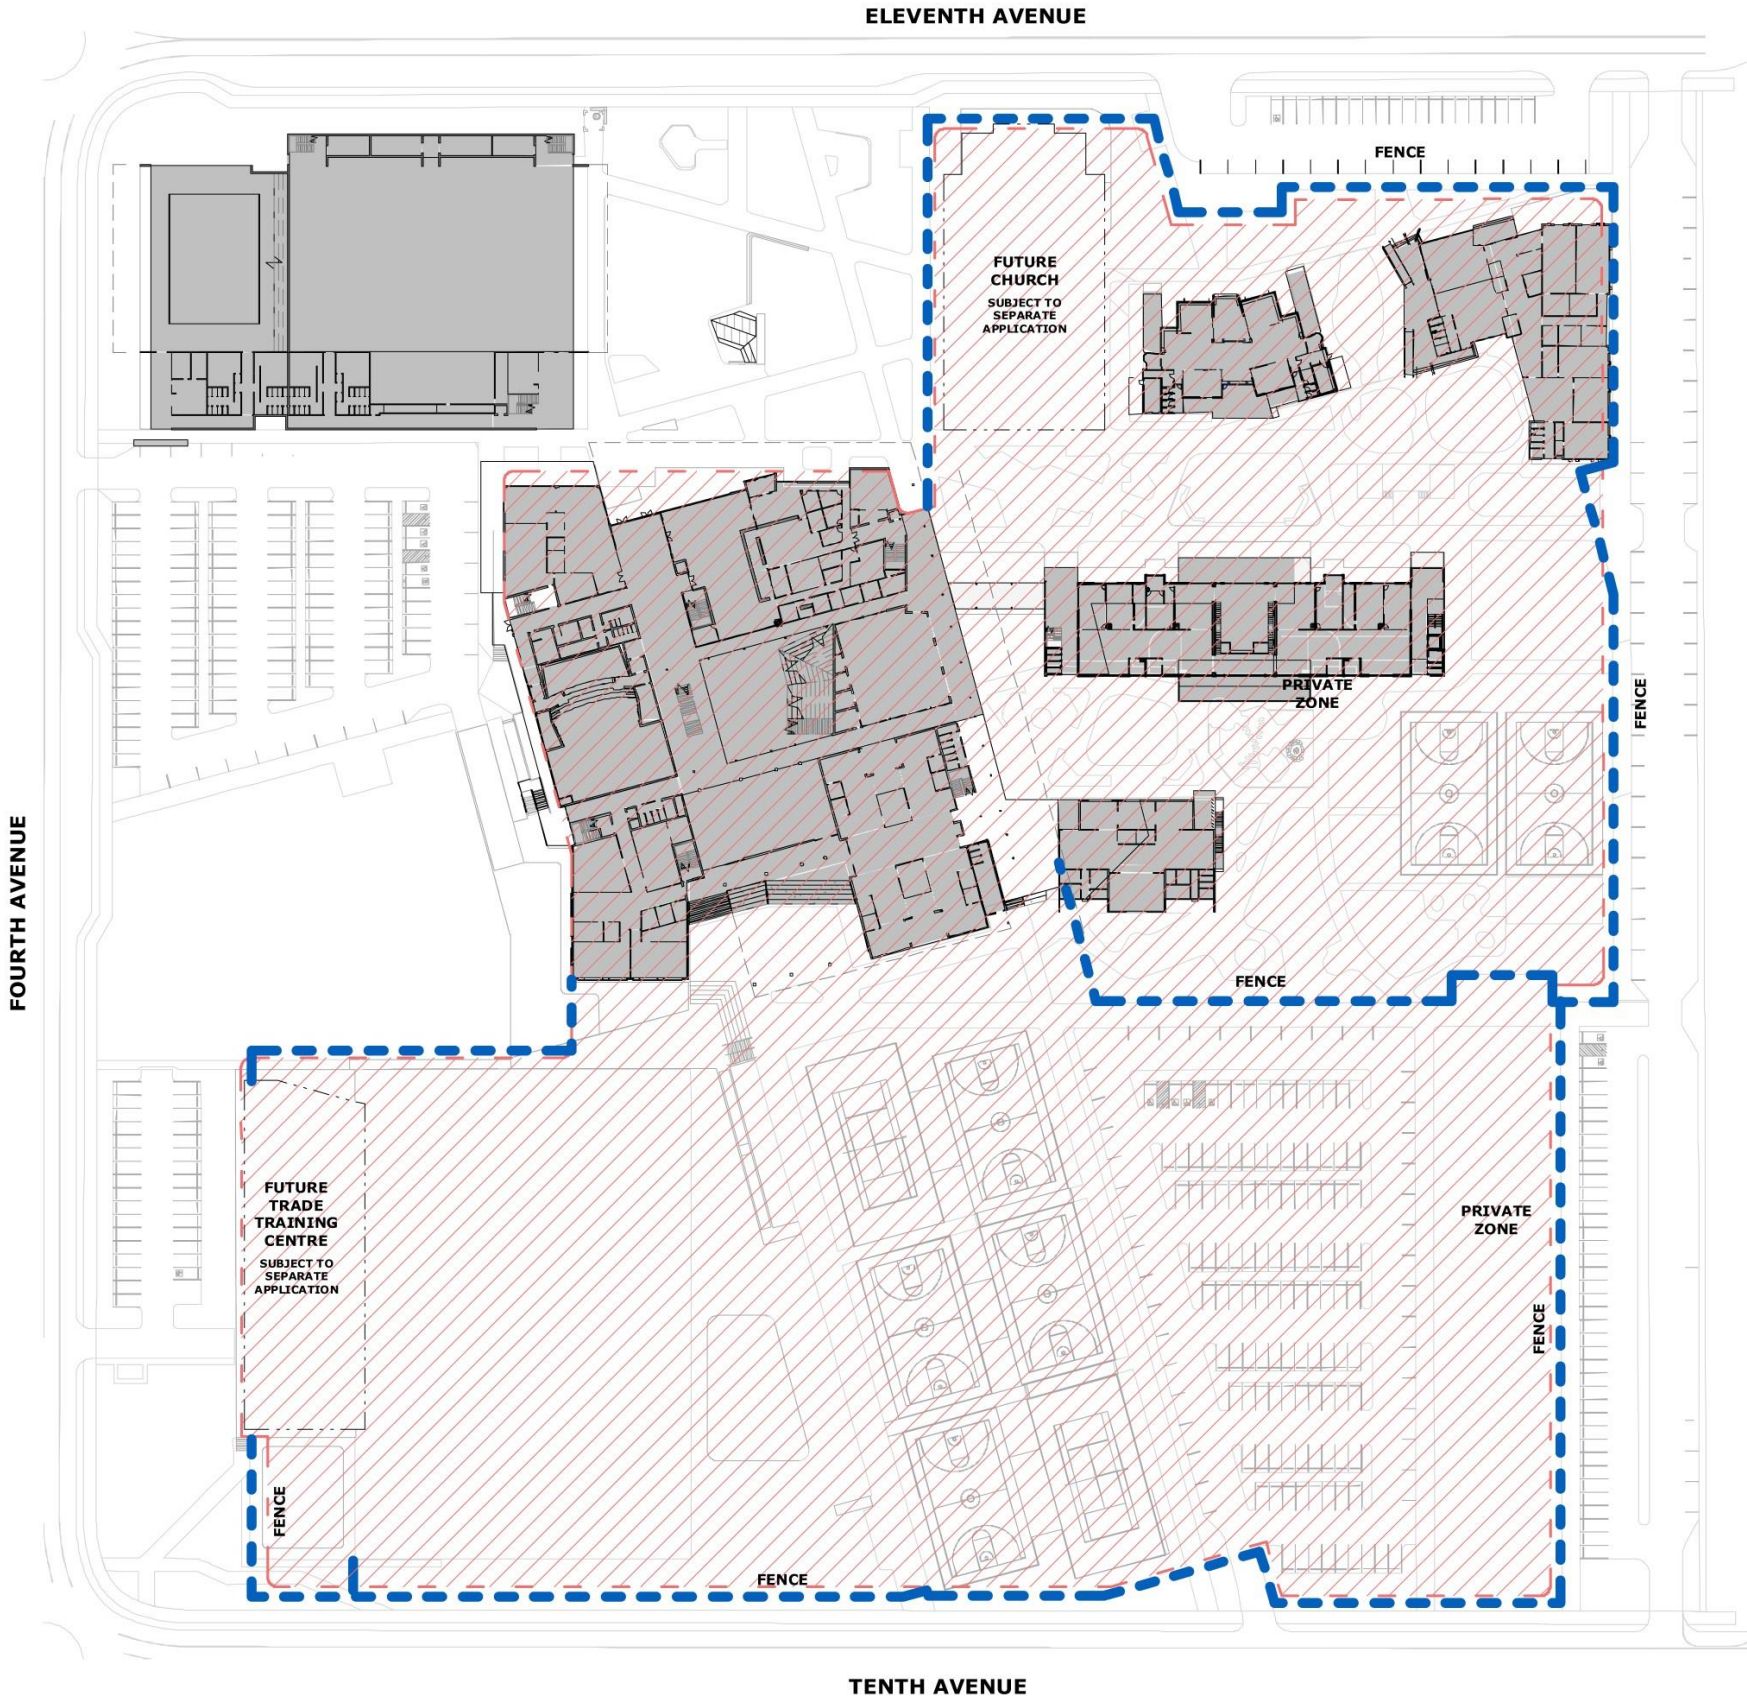 ELEVENTH AVENUE
FENCE
FUTURE
CHURCH
SUBJECT TO
SEPARATE
APPLICATION
PRIVATE
ZONE
FENCE
FOURTH AVENUE
FENCE
FUTURE
TRADE
TRAINING
CENTRE
SUBJECT TO
SEPARATE
APPLICATION
PRIVATE
ZONE
FENCE
FENCE
FENCE
TENTH AVENUE